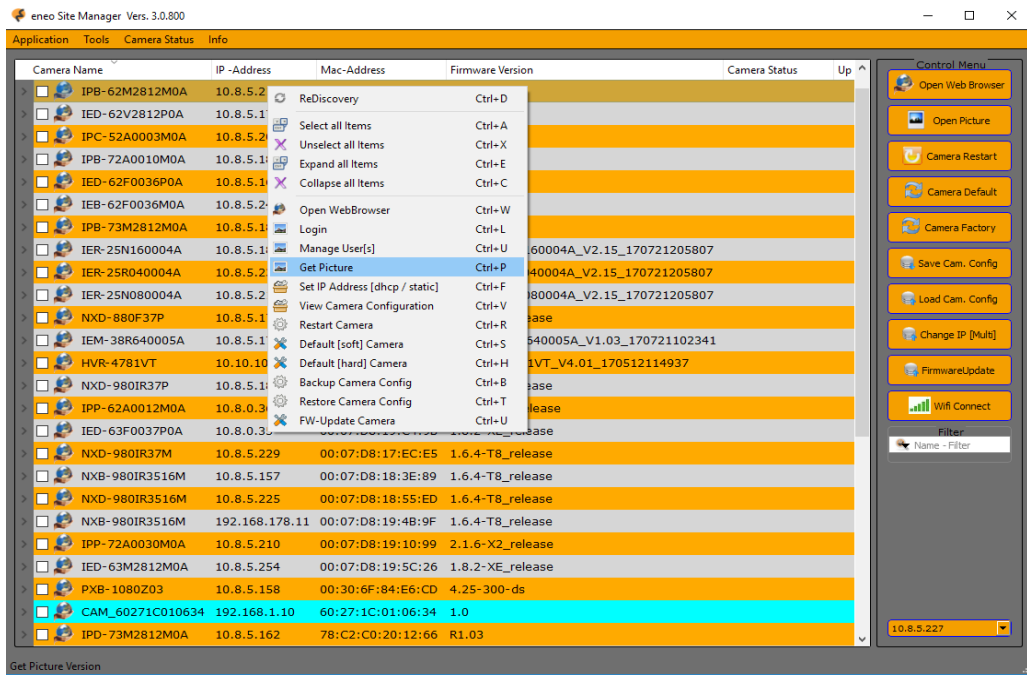 eneo Site Manager Vers. 3.0.800
Application Tools Camera Status Info
Camera Name IP -Address Mac-Address Firmware Version Camera Status Up
IPB-62M2812M0A 10.8.5.2
IED-62V2812P0A 10.8.5.1
IPC-52A0003M0A 10.8.5.2
IPB-72A0010M0A 10.8.5.1
IED-62F0036P0A 10.8.5.1
IEB-62F0036M0A 10.8.5.2
IPB-73M2812M0A 10.8.5.1
IER-25N160004A 10.8.5.1 160004A_V2.15_170721205807
IER-25R040004A 10.8.5.2 40004A_V2.15_170721205807
IER-25N080004A 10.8.5.2 80004A_V2.15_170721205807
NXD-880F37P 10.8.5.1 ease
IEM-38R640005A 10.8.5.1 640005A_V1.03_170721102341
HVR-4781VT 10.10.10 1VT_V4.01_170512114937
NXD-980IR37P 10.8.5.1 ease
IPP-62A0012M0A 10.8.0.3 lease
IED-63F0037P0A 10.8.0.3
NXD-980IR37M 10.8.5.229 00:07:D8:17:EC:E5 1.6.4-T8_release
NXB-980IR3516M 10.8.5.157 00:07:D8:18:3E:89 1.6.4-T8_release
NXD-980IR3516M 10.8.5.225 00:07:D8:18:55:ED 1.6.4-T8_release
NXB-980IR3516M 192.168.178.11 00:07:D8:19:4B:9F 1.6.4-T8_release
IPP-72A0030M0A 10.8.5.210 00:07:D8:19:10:99 2.1.6-X2_release
IED-63M2812M0A 10.8.5.254 00:07:D8:19:5C:26 1.8.2-XE_release
PXB-1080Z03 10.8.5.158 00:30:6F:84:E6:CD 4.25-300-ds
CAM_60271C010634 192.168.1.10 60:27:1C:01:06:34 1.0
IPD-73M2812M0A 10.8.5.162 78:C2:C0:20:12:66 R1.03
ReDiscovery Ctrl+D
Select all Items Ctrl+A
Unselect all Items Ctrl+X
Expand all Items Ctrl+E
Collapse all Items Ctrl+C
Open WebBrowser Ctrl+W
Login Ctrl+L
Manage User[s] Ctrl+U
Get Picture Ctrl+P
Set IP Address [dhcp / static] Ctrl+F
View Camera Configuration Ctrl+V
Restart Camera Ctrl+R
Default [soft] Camera Ctrl+S
Default [hard] Camera Ctrl+H
Backup Camera Config Ctrl+B
Restore Camera Config Ctrl+T
FW-Update Camera Ctrl+U
Control Menu
Open Web Browser
Open Picture
Camera Restart
Camera Default
Camera Factory
Save Cam. Config
Load Cam. Config
Change IP [Multi]
FirmwareUpdate
Wifi Connect
Filter
Name - Filter
10.8.5.227
Get Picture Version